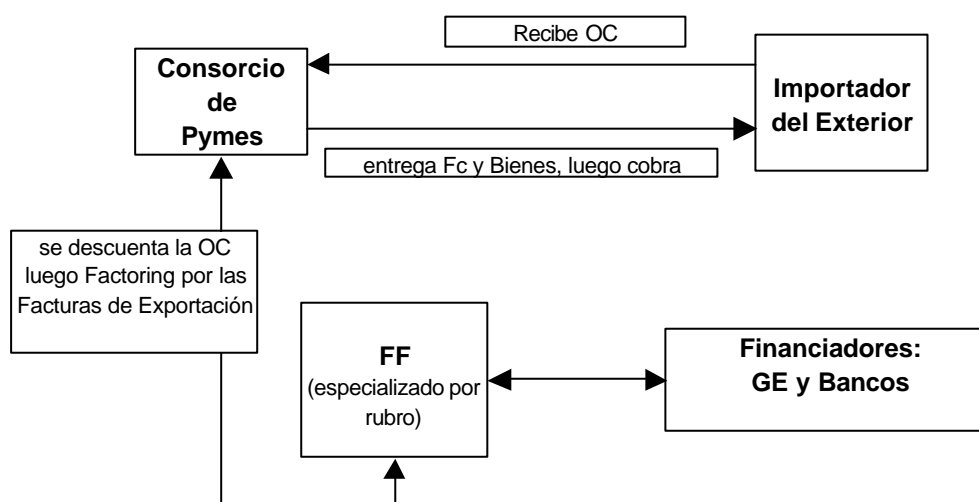 Recibe OC
Consorcio
de
Pymes
Importador
del Exterior
entrega Fc y Bienes, luego cobra
se descuenta la OC
luego Factoring por las
Facturas de Exportación
FF
(especializado por
rubro)
Financiadores:
GE y Bancos